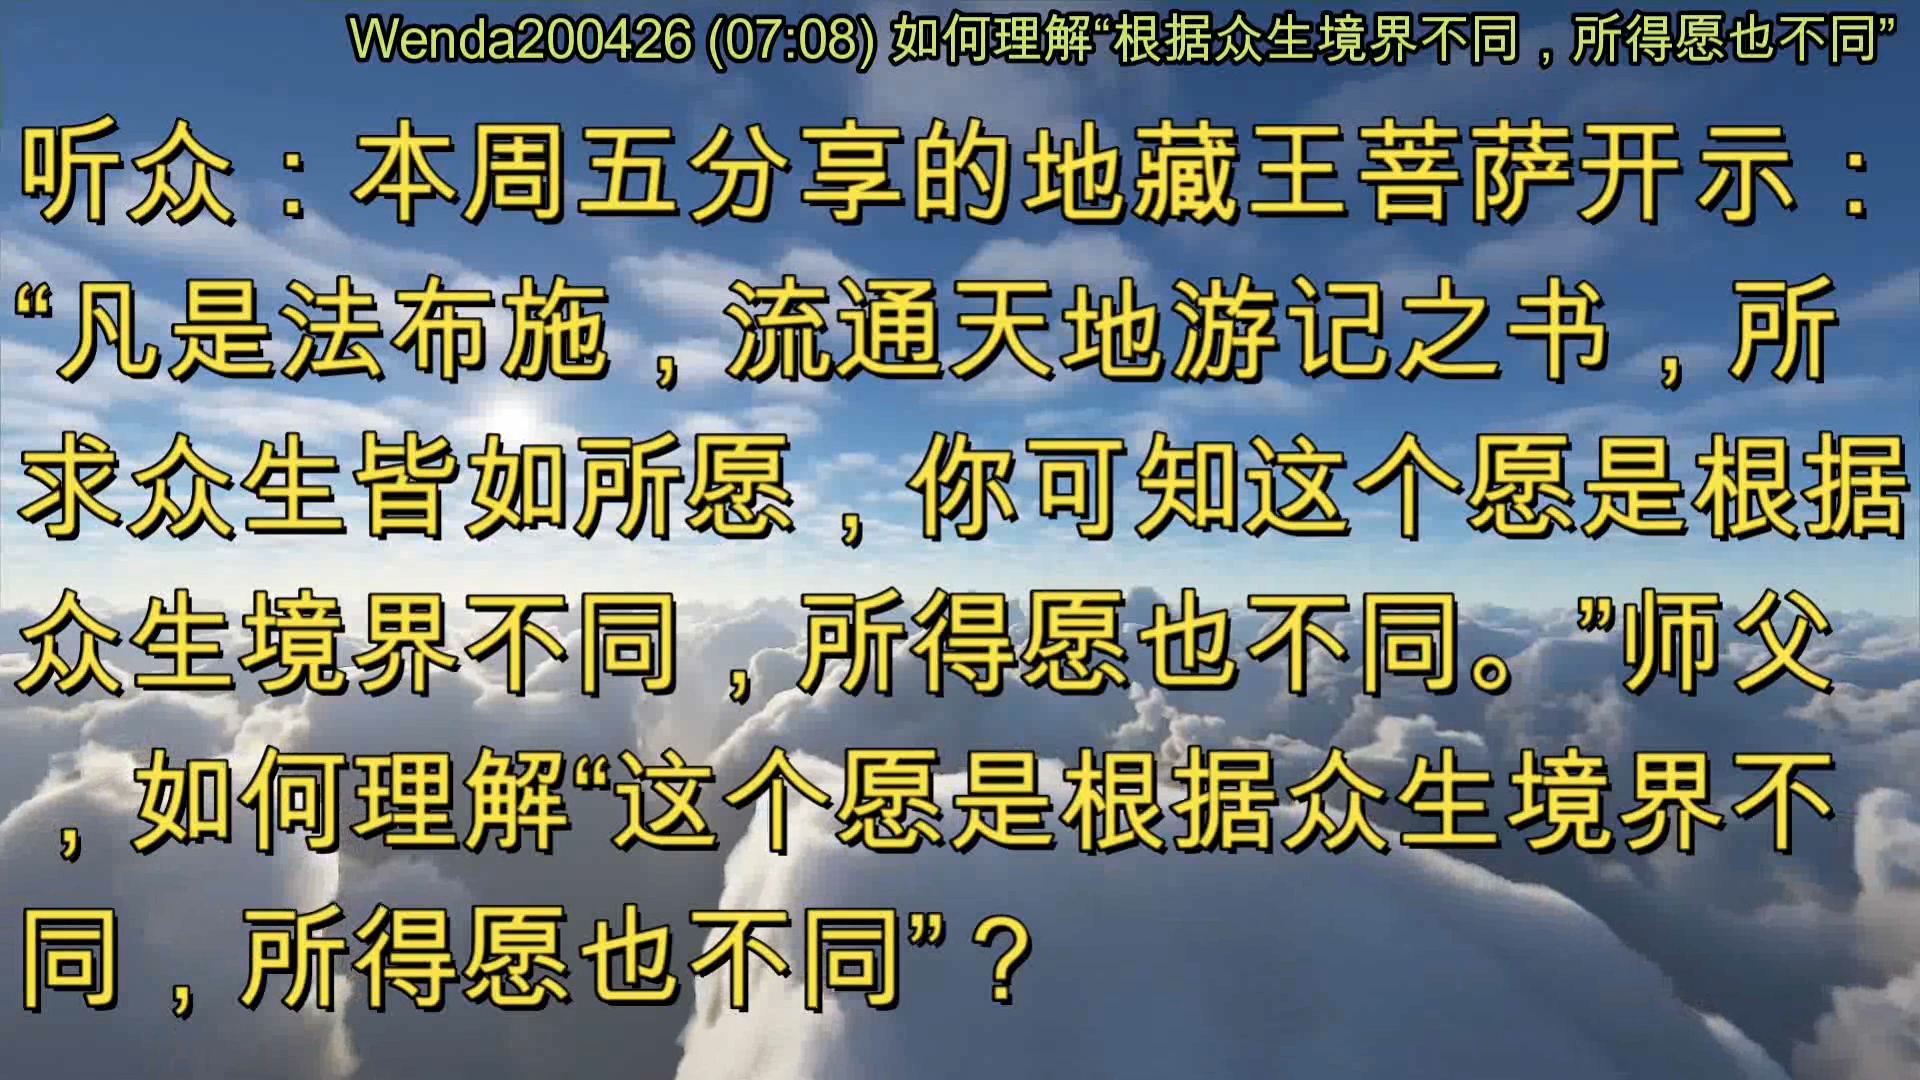 Wenda200426 (07:08) 如何理解“根据众生境界不同，所得愿也不同”
听众：本周五分享的地藏王菩萨开示：
“凡是法布施，流通天地游记之书，所
求众生皆如所愿，你可知这个愿是根据
众生境界不同，所得愿也不同。”师父
，如何理解“这个愿是根据众生境界不
同，所得愿也不同”？